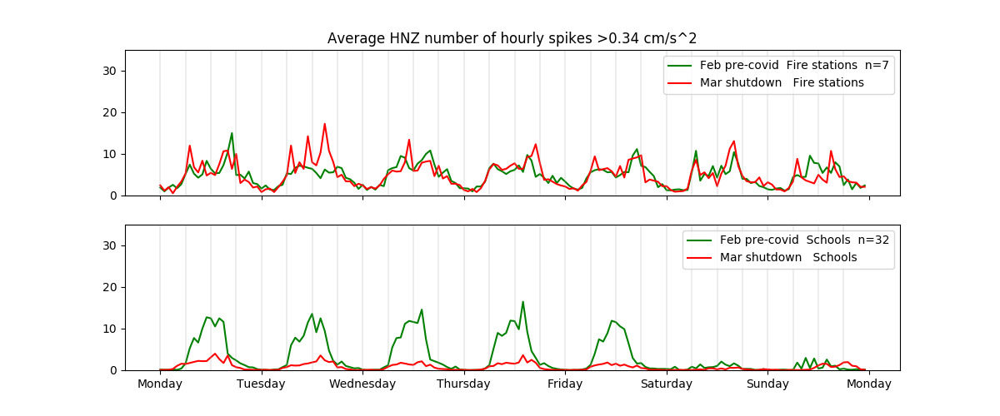 Average HNZ number of hourly spikes >0.34 cm/s^2
30
20
10
0
Feb pre-covid  Fire stations  n=7
Mar shutdown   Fire stations
30
20
10
0
Feb pre-covid  Schools  n=32
Mar shutdown   Schools
Monday Tuesday Wednesday Thursday Friday Saturday Sunday Monday